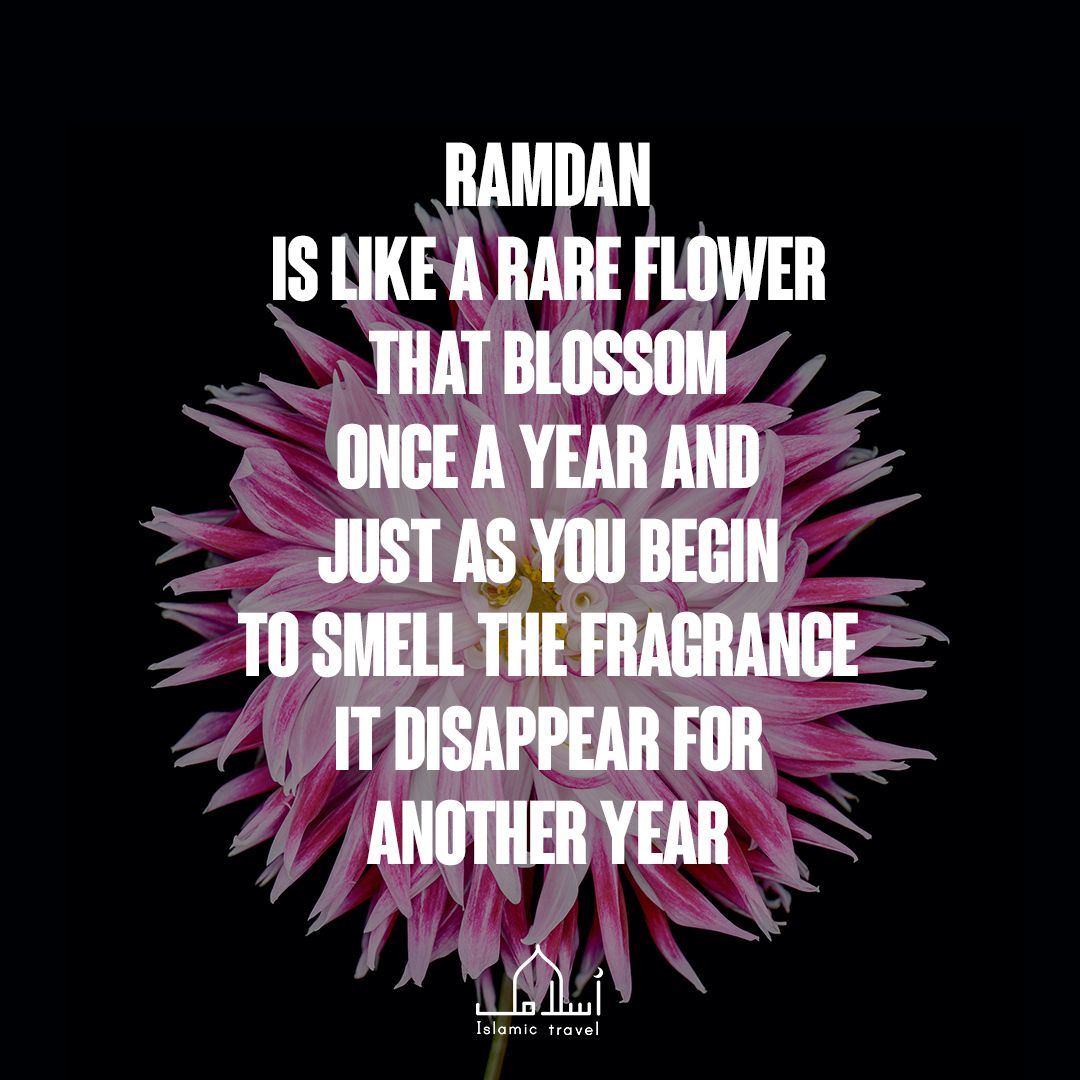 RAMDAN
IS LIKE A RARE FLOWER
THAT BLOSSOM
ONCE A YEAR AND
JUST AS YOU BEGIN
TO SMELL THE FRAGRANCE
IT DISAPPEAR FOR
ANOTHER YEAR
Islamic travel